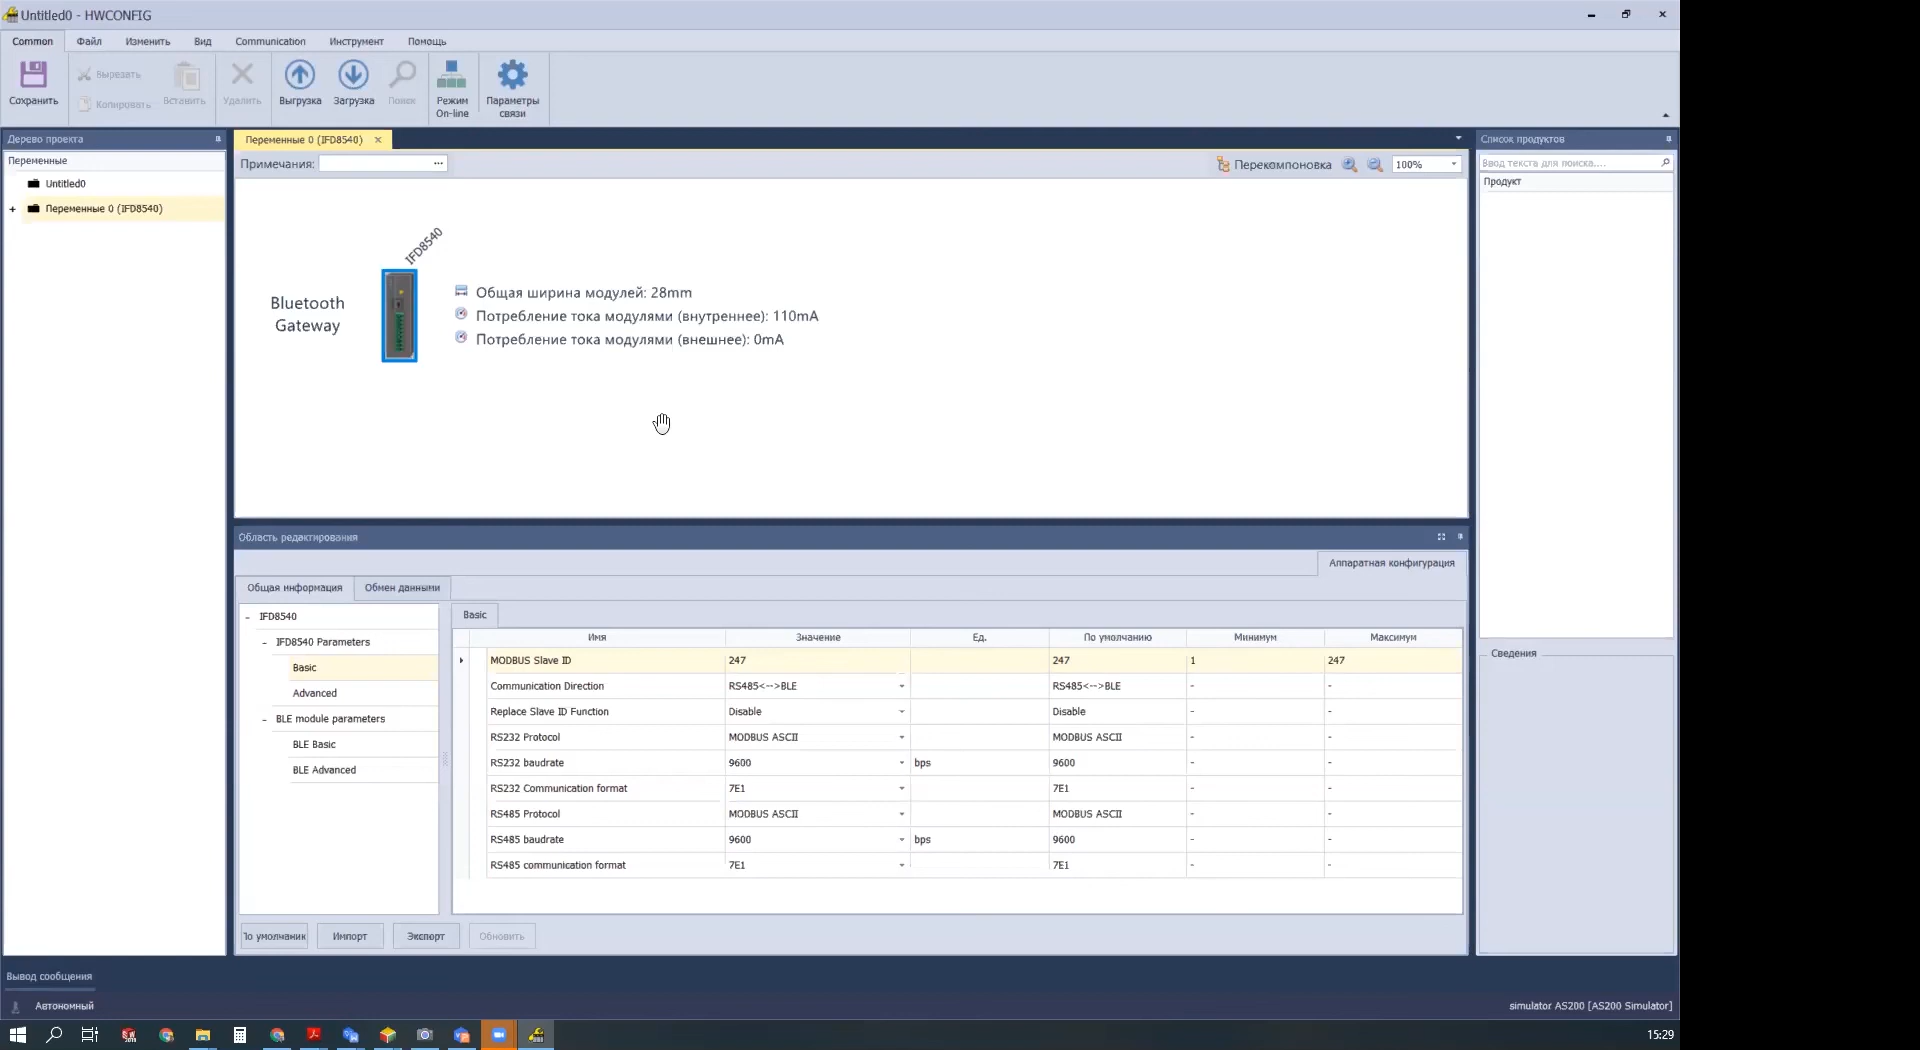 Untitled0 - HWCONFIG
Common Файл Изменить Вид Communication Инструмент Помощь
Сохранить Вырезать Копировать Вставить Удалить Выгрузка Загрузка Поиск Режим On-line Параметры связи
Дерево проекта
Переменные
Untitled0
Переменные 0 (IFD8540)
Переменные 0 (IFD8540)
Примечания: ...
Перекомпоновка 100%
IFD8540
Bluetooth
Gateway
Общая ширина модулей: 28mm
Потребление тока модулями (внутреннее): 110mA
Потребление тока модулями (внешнее): 0mA
Список продуктов
Ввод текста для поиска....
Продукт
Сведения
Область редактирования
Аппаратная конфигурация
Общая информация Обмен данными
IFD8540
IFD8540 Parameters
Basic
Advanced
BLE module parameters
BLE Basic
BLE Advanced
Basic
Имя Значение Ед. По умолчанию Минимум Максимум
MODBUS Slave ID 247 247 1 247
Communication Direction RS485<-->BLE RS485<-->BLE - -
Replace Slave ID Function Disable Disable - -
RS232 Protocol MODBUS ASCII MODBUS ASCII - -
RS232 baudrate 9600 bps 9600 - -
RS232 Communication format 7E1 7E1 - -
RS485 Protocol MODBUS ASCII MODBUS ASCII - -
RS485 baudrate 9600 bps 9600 - -
RS485 communication format 7E1 7E1 - -
Io умолчанию Импорт Экспорт Обновить
Вывод сообщения
Автономный
simulator AS200 [AS200 Simulator]
15:29